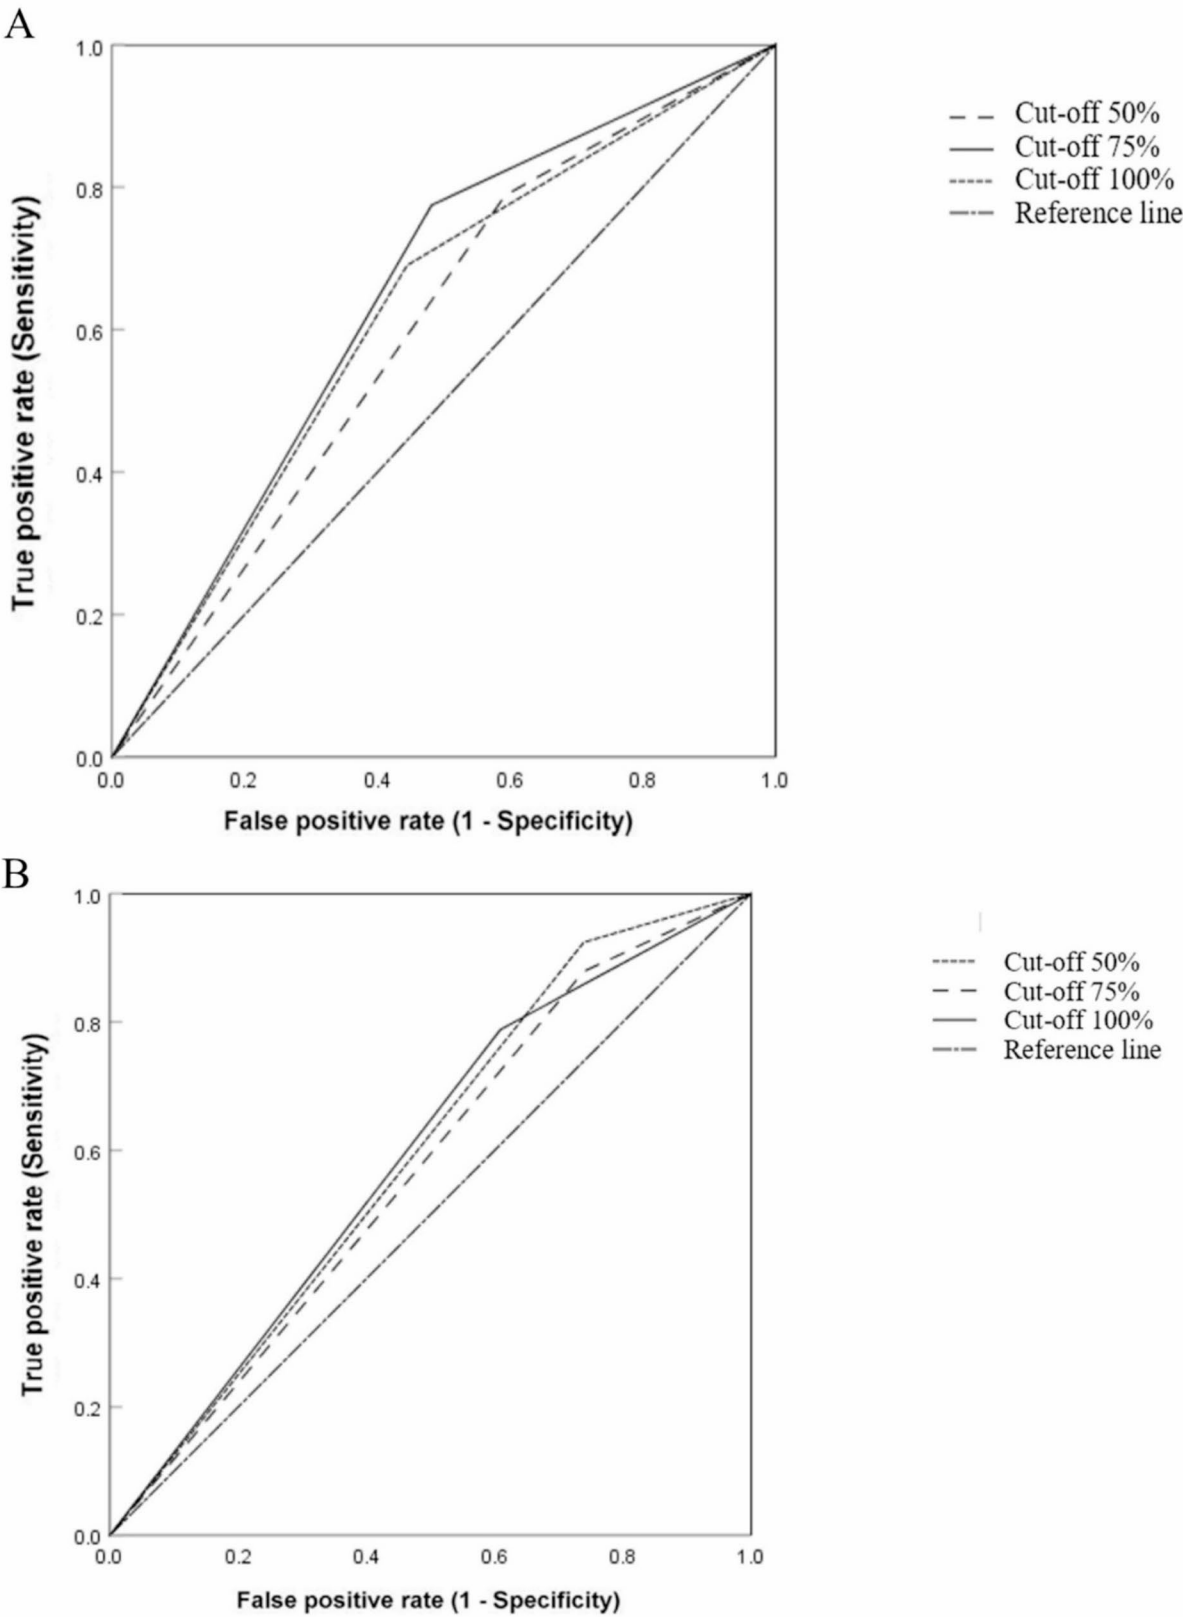 A
1.0
0.8
0.6
0.4
0.2
0.0
0.0 0.2 0.4 0.6 0.8 1.0
True positive rate (Sensitivity)
False positive rate (1 - Specificity)
Cut-off 50%
Cut-off 75%
Cut-off 100%
Reference line
B
1.0
0.8
0.6
0.4
0.2
0.0
0.0 0.2 0.4 0.6 0.8 1.0
True positive rate (Sensitivity)
False positive rate (1 - Specificity)
Cut-off 50%
Cut-off 75%
Cut-off 100%
Reference line